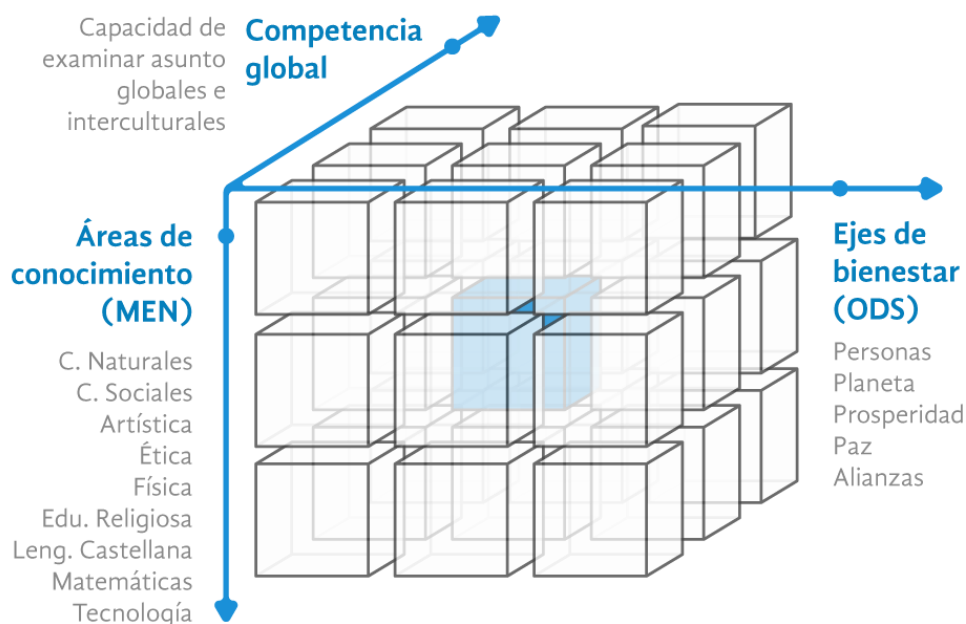 Capacidad de
examinar asunto
globales e
interculturales
Competencia
global
Áreas de
conocimiento
(MEN)
C. Naturales
C. Sociales
Artística
Ética
Física
Edu. Religiosa
Leng. Castellana
Matemáticas
Tecnología
Ejes de
bienestar
(ODS)
Personas
Planeta
Prosperidad
Paz
Alianzas